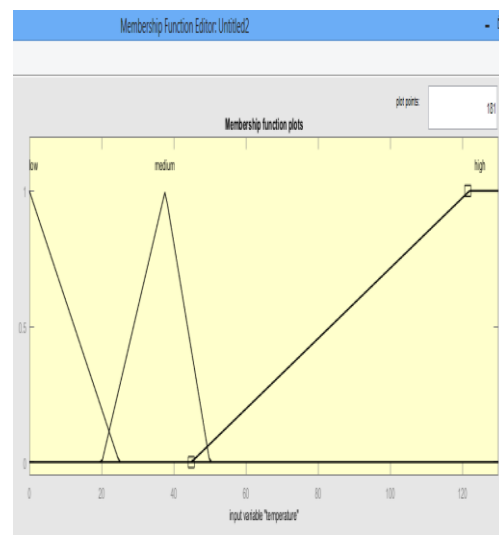 Membership Function Editor: Untitled2
plot points:
181
Membership function plots
low medium high
1
0.5
0
0 20 40 60 80 100 120
input variable "temperature"